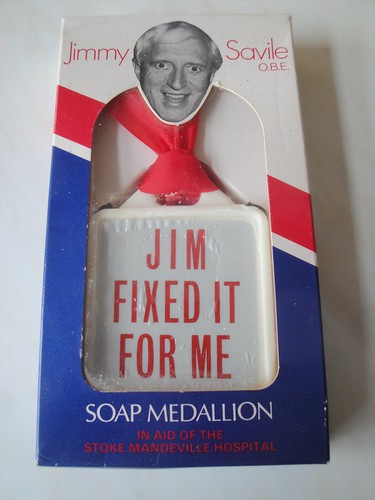 Jimmy Savile
O.B.E.
JIM
FIXED IT
FOR ME
SOAP MEDALLION
IN AID OF THE
STOKE MANDEVILLE HOSPITAL